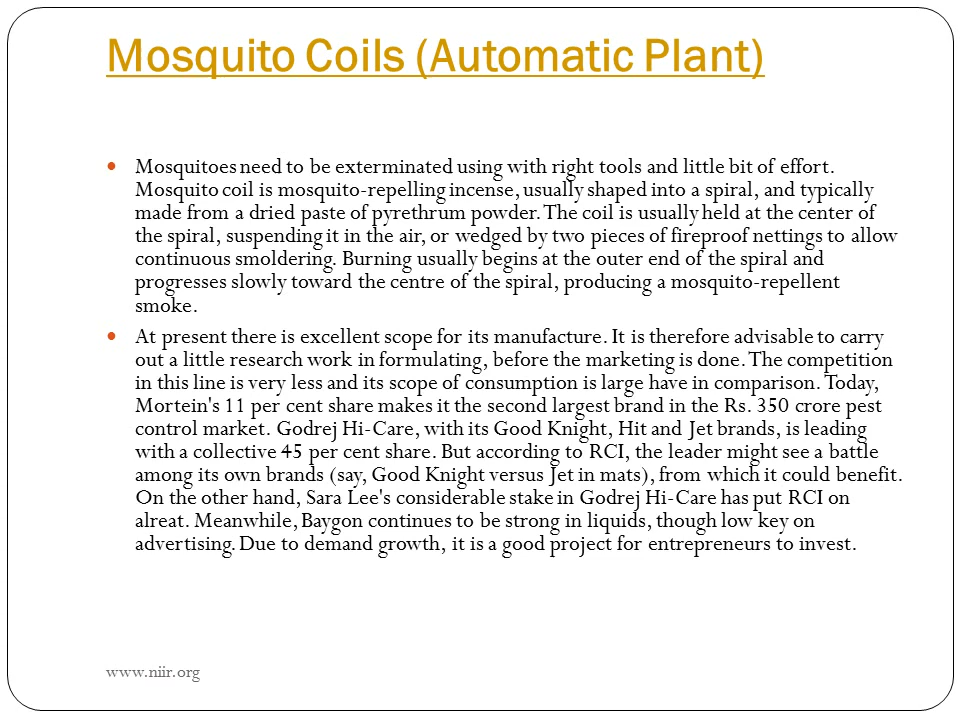 Mosquito Coils (Automatic Plant)
• Mosquitoes need to be exterminated using with right tools and little bit of effort.
Mosquito coil is mosquito-repelling incense, usually shaped into a spiral, and typically
made from a dried paste of pyrethrum powder. The coil is usually held at the center of
the spiral, suspending it in the air, or wedged by two pieces of fireproof nettings to allow
continuous smoldering. Burning usually begins at the outer end of the spiral and
progresses slowly toward the centre of the spiral, producing a mosquito-repellent
smoke.
• At present there is excellent scope for its manufacture. It is therefore advisable to carry
out a little research work in formulating, before the marketing is done. The competition
in this line is very less and its scope of consumption is large have in comparison. Today,
Mortein's 11 per cent share makes it the second largest brand in the Rs. 350 crore pest
control market. Godrej Hi-Care, with its Good Knight, Hit and Jet brands, is leading
with a collective 45 per cent share. But according to RCI, the leader might see a battle
among its own brands (say, Good Knight versus Jet in mats), from which it could benefit.
On the other hand, Sara Lee's considerable stake in Godrej Hi-Care has put RCI on
alreat. Meanwhile, Baygon continues to be strong in liquids, though low key on
advertising. Due to demand growth, it is a good project for entrepreneurs to invest.
www.niir.org